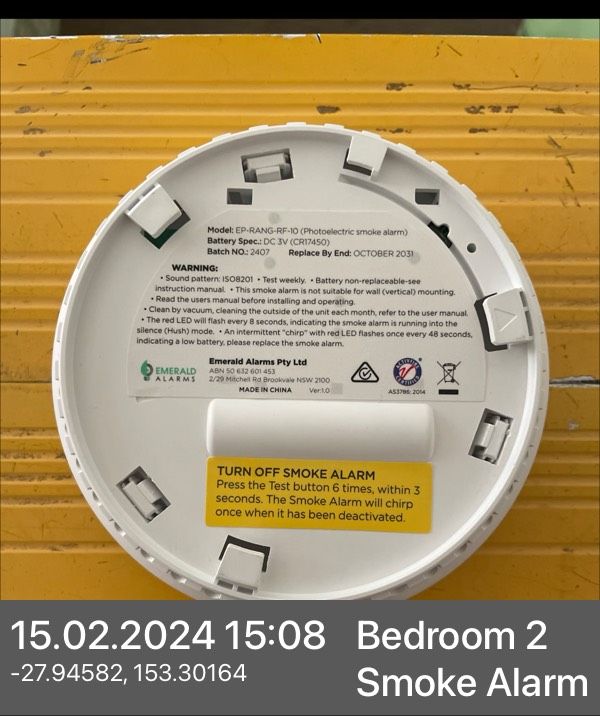 Model: EP-RANG-RF-10 (Photoelectric smoke alarm)
Battery Spec.: DC 3V (CR17450)
Batch NO.: 2407 Replace By End: OCTOBER 2031
WARNING:
• Sound pattern: ISO8201 • Test weekly. • Battery non-replaceable-see
instruction manual. • This smoke alarm is not suitable for wall (vertical) mounting.
• Read the users manual before installing and operating.
• Clean by vacuum, cleaning the outside of the unit each month, refer to the user manual.
• The red LED will flash every 8 seconds, indicating the smoke alarm is running into the
silence (Hush) mode. • An intermittent "chirp" with red LED flashes once every 48 seconds,
indicating a low battery, please replace the smoke alarm.
EMERALD
ALARMS
Emerald Alarms Pty Ltd
ABN 50 632 601 453
2/29 Mitchell Rd Brookvale NSW 2100
MADE IN CHINA Ver:1.0
AS3786: 2014
TURN OFF SMOKE ALARM
Press the Test button 6 times, within 3
seconds. The Smoke Alarm will chirp
once when it has been deactivated.
15.02.2024 15:08
-27.94582, 153.30164
Bedroom 2
Smoke Alarm